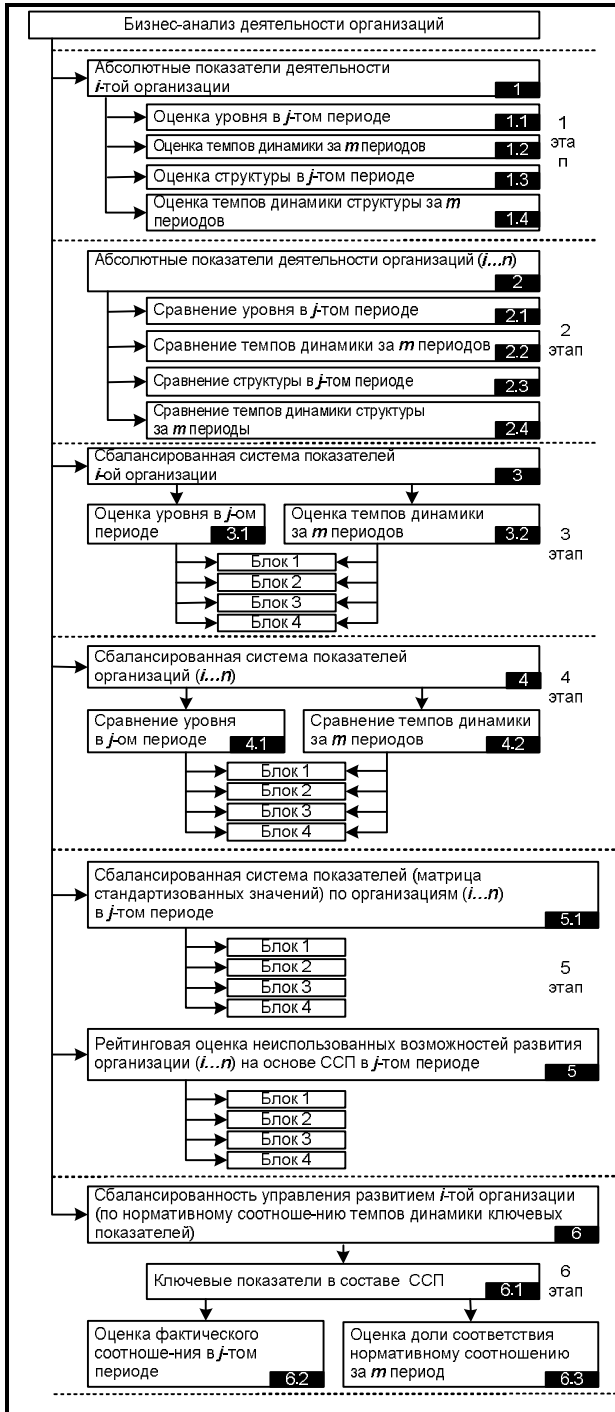 Бизнес-анализ деятельности организаций
Абсолютные показатели деятельности
i-той организации
1
Оценка уровня в j-том периоде
1.1
Оценка темпов динамики за m периодов
1.2
Оценка структуры в j-том периоде
1.3
Оценка темпов динамики структуры за m
периодов
1.4
1
эта
п
Абсолютные показатели деятельности организаций (i...n)
2
Сравнение уровня в j-том периоде
2.1
Сравнение темпов динамики за m периодов
2.2
Сравнение структуры в j-том периоде
2.3
Сравнение темпов динамики структуры
за m периоды
2.4
2
этап
Сбалансированная система показателей
i-ой организации
3
Оценка уровня в j-ом
периоде
3.1
Оценка темпов динамики
за m периодов
3.2
Блок 1
Блок 2
Блок 3
Блок 4
3
этап
Сбалансированная система показателей
организаций (i...n)
4
Сравнение уровня
в j-ом периоде
4.1
Сравнение темпов динамики
за m периодов
4.2
Блок 1
Блок 2
Блок 3
Блок 4
4
этап
Сбалансированная система показателей (матрица
стандартизованных значений) по организациям (i...n)
в j-том периоде
5.1
Блок 1
Блок 2
Блок 3
Блок 4
5
этап
Рейтинговая оценка неиспользованных возможностей развития
организации (i...n) на основе ССП в j-том периоде
5
Блок 1
Блок 2
Блок 3
Блок 4
Сбалансированность управления развитием i-той организации
(по нормативному соотноше-нию темпов динамики ключевых
показателей)
6
Ключевые показатели в составе ССП
6.1
6
этап
Оценка фактического
соотноше-ния в j-том
периоде
6.2
Оценка доли соответствия
нормативному соотношению
за m период
6.3